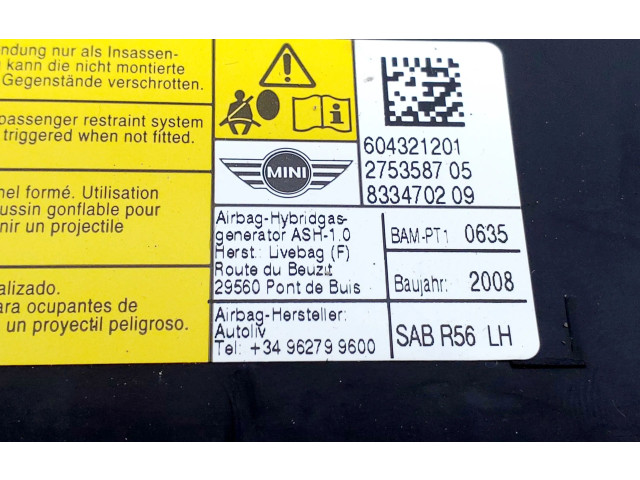 endung nur als Insassen-
kann die nicht montierte
Gegenstände verschrotten.
passenger restraint system
triggered when not fitted.
nel formé. Utilisation
ussin gonflable pour
nir un projectile
alizado.
para ocupantes de
un proyectil peligroso.
MINI
604321201
2753587 05
8334702 09
Airbag-Hybridgas-
generator ASH-1.0
Herst.: Livebag (F)
Route du Beuzit
29560 Pont de Buis
BAM-PT1 0635
Baujahr: 2008
Airbag-Hersteller:
Autoliv
Tel: +34 96279 9600
SAB R56 LH